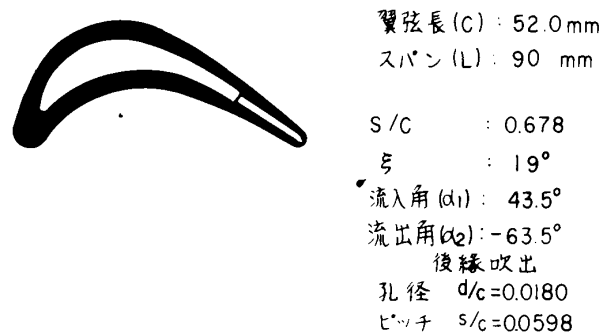 翼弦長(C) : 52.0mm
スパン(L) : 90 mm
S/C : 0.678
ξ : 19°
流入角(α1) : 43.5°
流出角(α2) : -63.5°
後縁吹出
孔径 d/c=0.0180
ピッチ s/c=0.0598